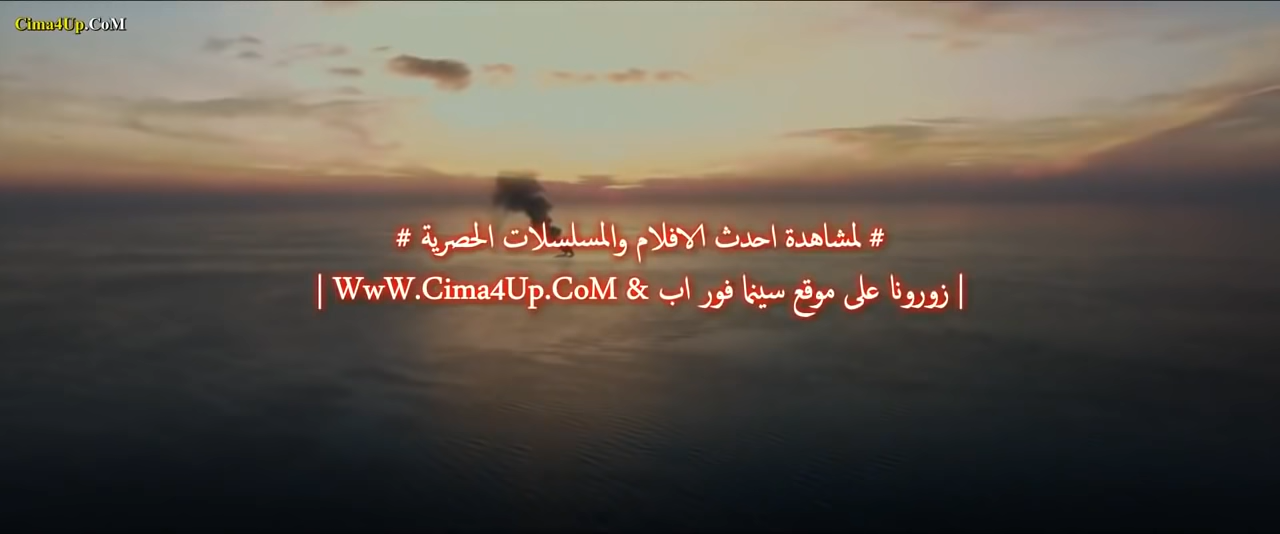 Cima4Up.CoM
# لمشاهدة احدث الافلام والمسلسلات الحصرية #
| زورونا على موقع سينما فور اب & WwW.Cima4Up.CoM |